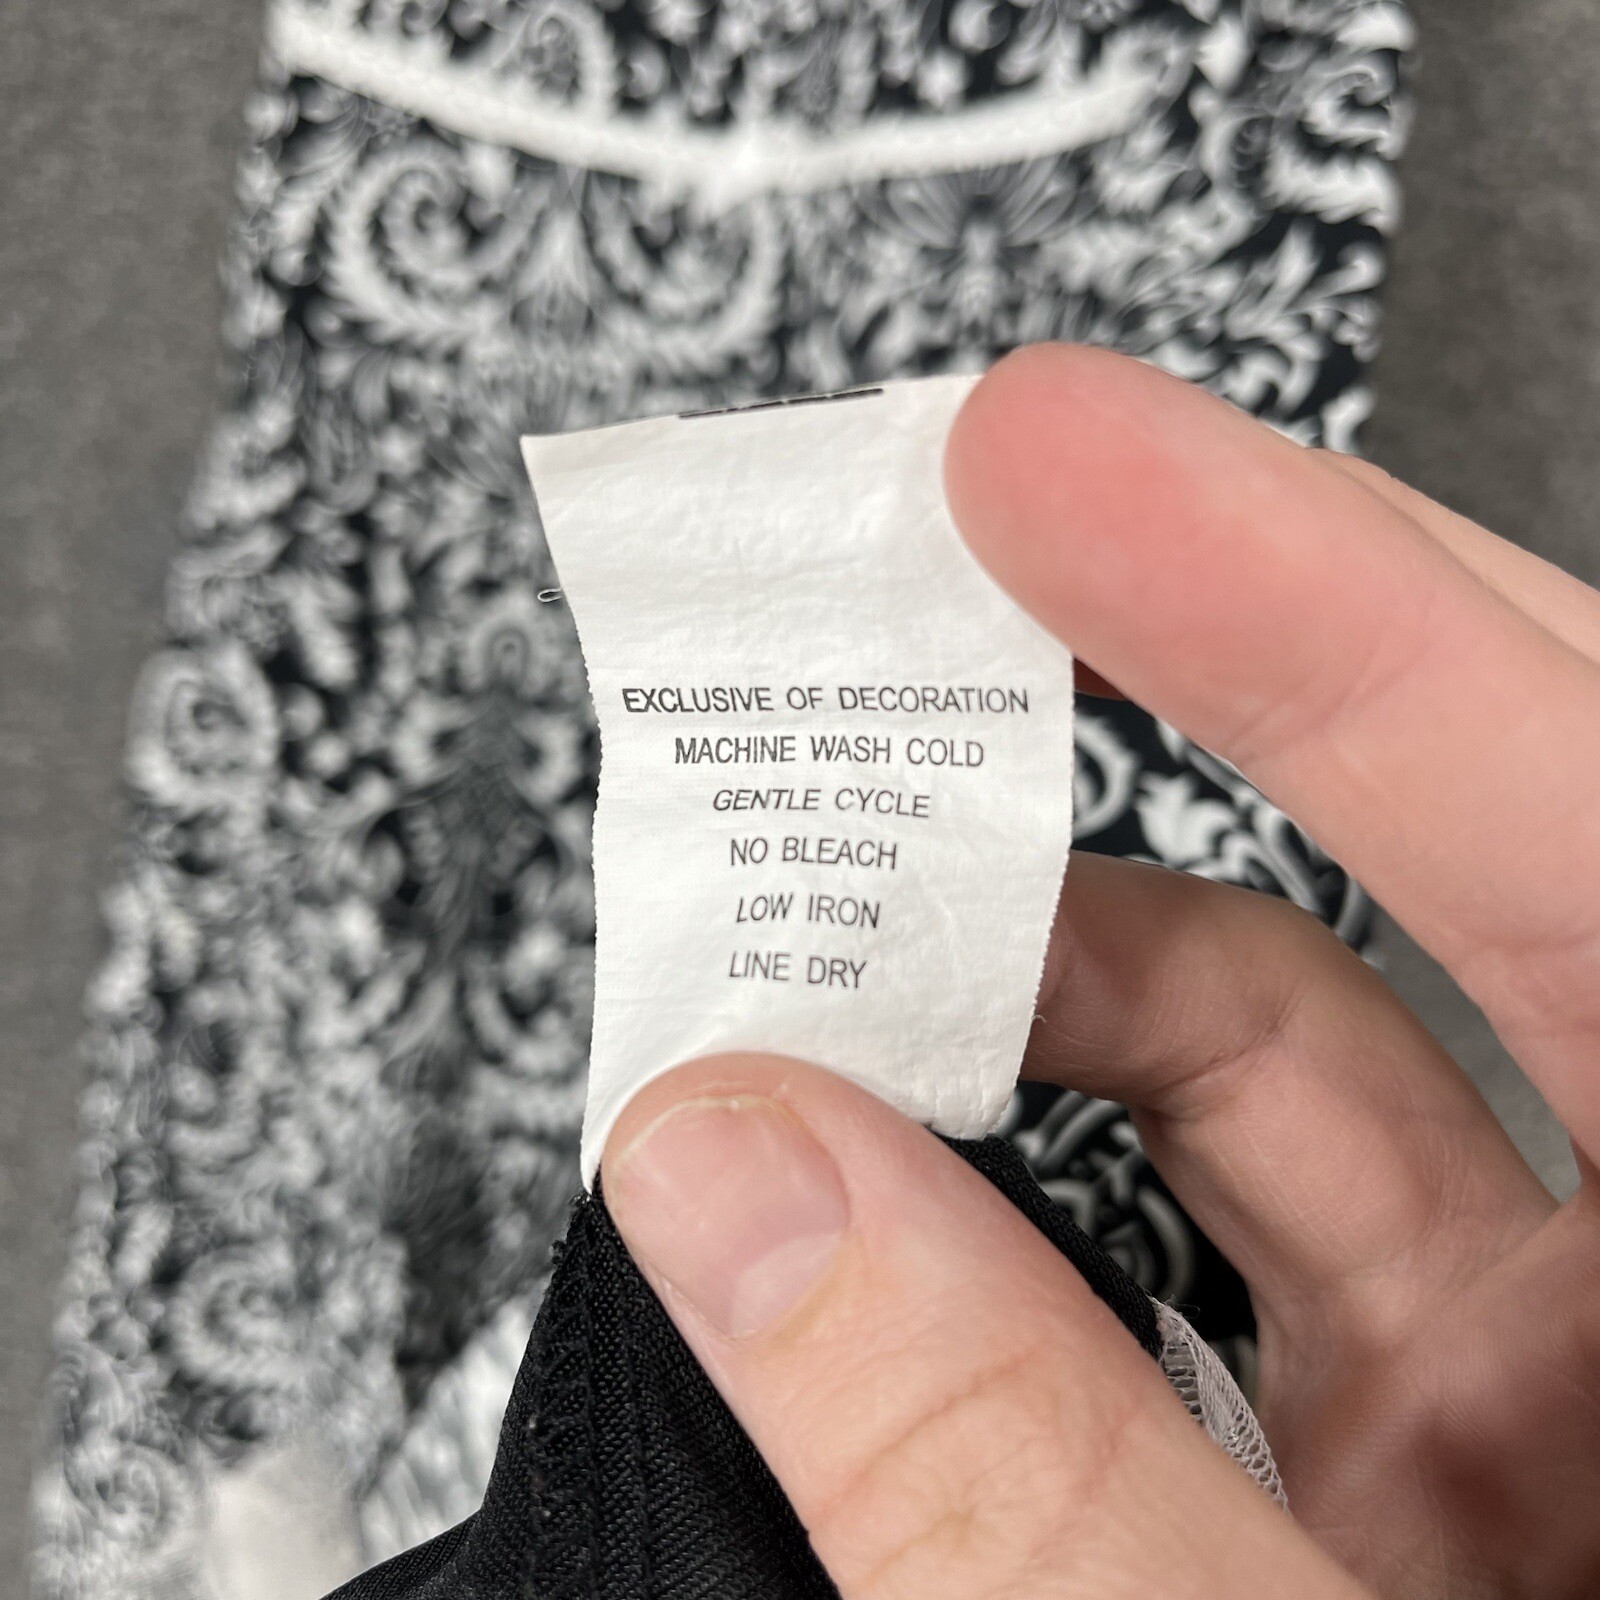 EXCLUSIVE OF DECORATION
MACHINE WASH COLD
GENTLE CYCLE
NO BLEACH
LOW IRON
LINE DRY